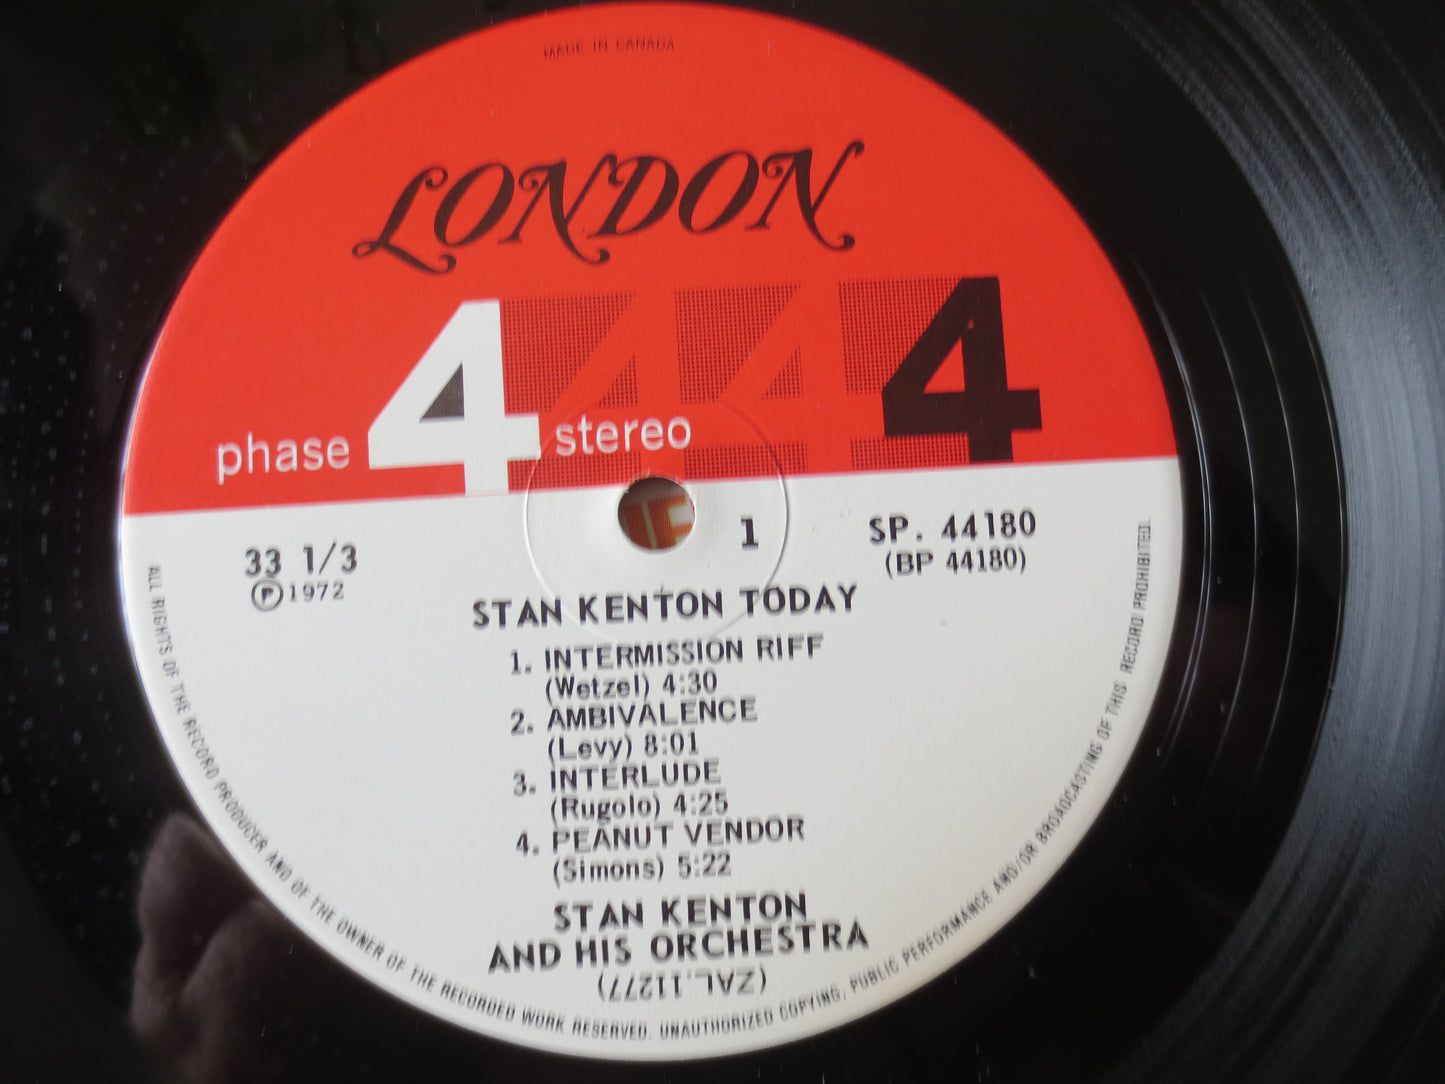 MADE IN CANADA
LONDON
phase 4 stereo 4 4 4
33 1/3
℗ 1972
1
SP. 44180
(BP 44180)
STAN KENTON TODAY
1. INTERMISSION RIFF
(Wetzel) 4:30
2. AMBIVALENCE
(Levy) 8:01
3. INTERLUDE
(Rugolo) 4:25
4. PEANUT VENDOR
(Simons) 5:22
STAN KENTON
AND HIS ORCHESTRA
(ZAL.11277)
ALL RIGHTS OF THE RECORD PRODUCER AND OF THE OWNER OF THE RECORDED WORK RESERVED. UNAUTHORIZED COPYING, PUBLIC PERFORMANCE AND/OR BROADCASTING OF THIS RECORD PROHIBITED.